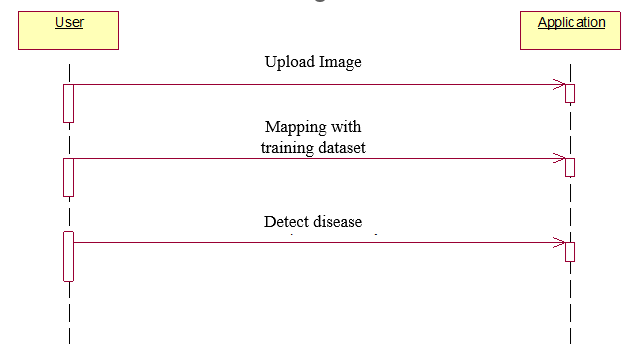 User
Application
Upload Image
Mapping with
training dataset
Detect disease